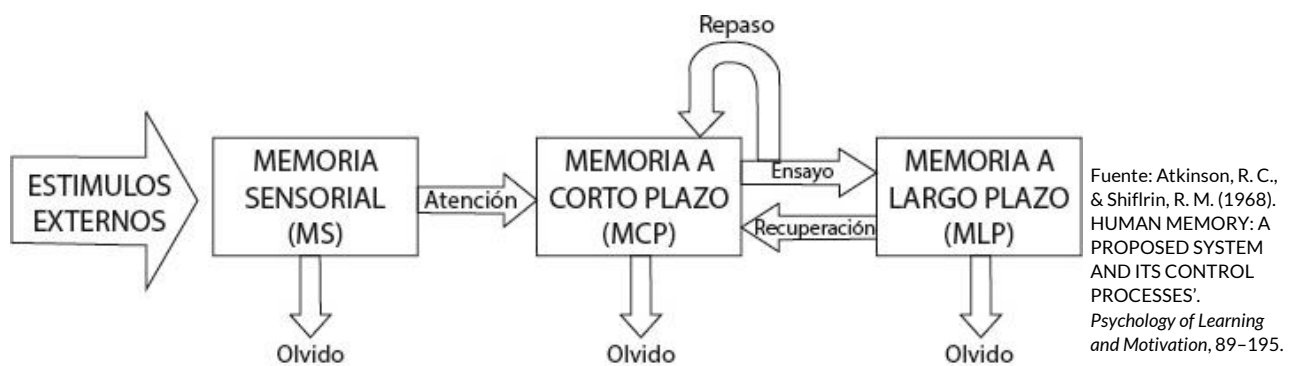 Repaso
ESTIMULOS
EXTERNOS
MEMORIA
SENSORIAL
(MS)
Atención
MEMORIA A
CORTO PLAZO
(MCP)
Ensayo
Recuperación
MEMORIA A
LARGO PLAZO
(MLP)
Olvido
Olvido
Olvido
Fuente: Atkinson, R. C.,
& Shiflrin, R. M. (1968).
HUMAN MEMORY: A
PROPOSED SYSTEM
AND ITS CONTROL
PROCESSES’.
Psychology of Learning
and Motivation, 89–195.